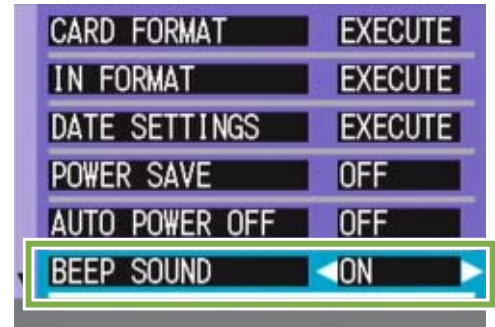 CARD FORMAT EXECUTE
IN FORMAT EXECUTE
DATE SETTINGS EXECUTE
POWER SAVE OFF
AUTO POWER OFF OFF
BEEP SOUND ON